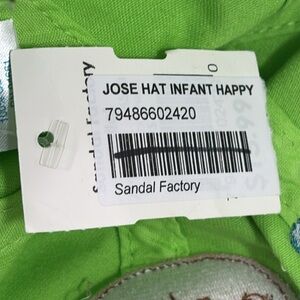 JOSE HAT INFANT HAPPY
79486602420
Sandal Factory
Sandal Factory